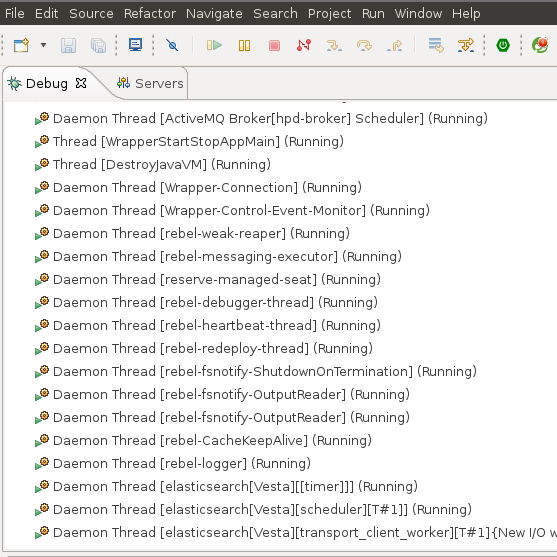 File Edit Source Refactor Navigate Search Project Run Window Help
Debug Servers
Daemon Thread [ActiveMQ Broker[hpd-broker] Scheduler] (Running)
Thread [WrapperStartStopAppMain] (Running)
Thread [DestroyJavaVM] (Running)
Daemon Thread [Wrapper-Connection] (Running)
Daemon Thread [Wrapper-Control-Event-Monitor] (Running)
Daemon Thread [rebel-weak-reaper] (Running)
Daemon Thread [rebel-messaging-executor] (Running)
Daemon Thread [reserve-managed-seat] (Running)
Daemon Thread [rebel-debugger-thread] (Running)
Daemon Thread [rebel-heartbeat-thread] (Running)
Daemon Thread [rebel-redeploy-thread] (Running)
Daemon Thread [rebel-fsnotify-ShutdownOnTermination] (Running)
Daemon Thread [rebel-fsnotify-OutputReader] (Running)
Daemon Thread [rebel-fsnotify-OutputReader] (Running)
Daemon Thread [rebel-CacheKeepAlive] (Running)
Daemon Thread [rebel-logger] (Running)
Daemon Thread [elasticsearch[Vesta][[timer]]] (Running)
Daemon Thread [elasticsearch[Vesta][scheduler][T#1]] (Running)
Daemon Thread [elasticsearch[Vesta][transport_client_worker][T#1]{New I/O w